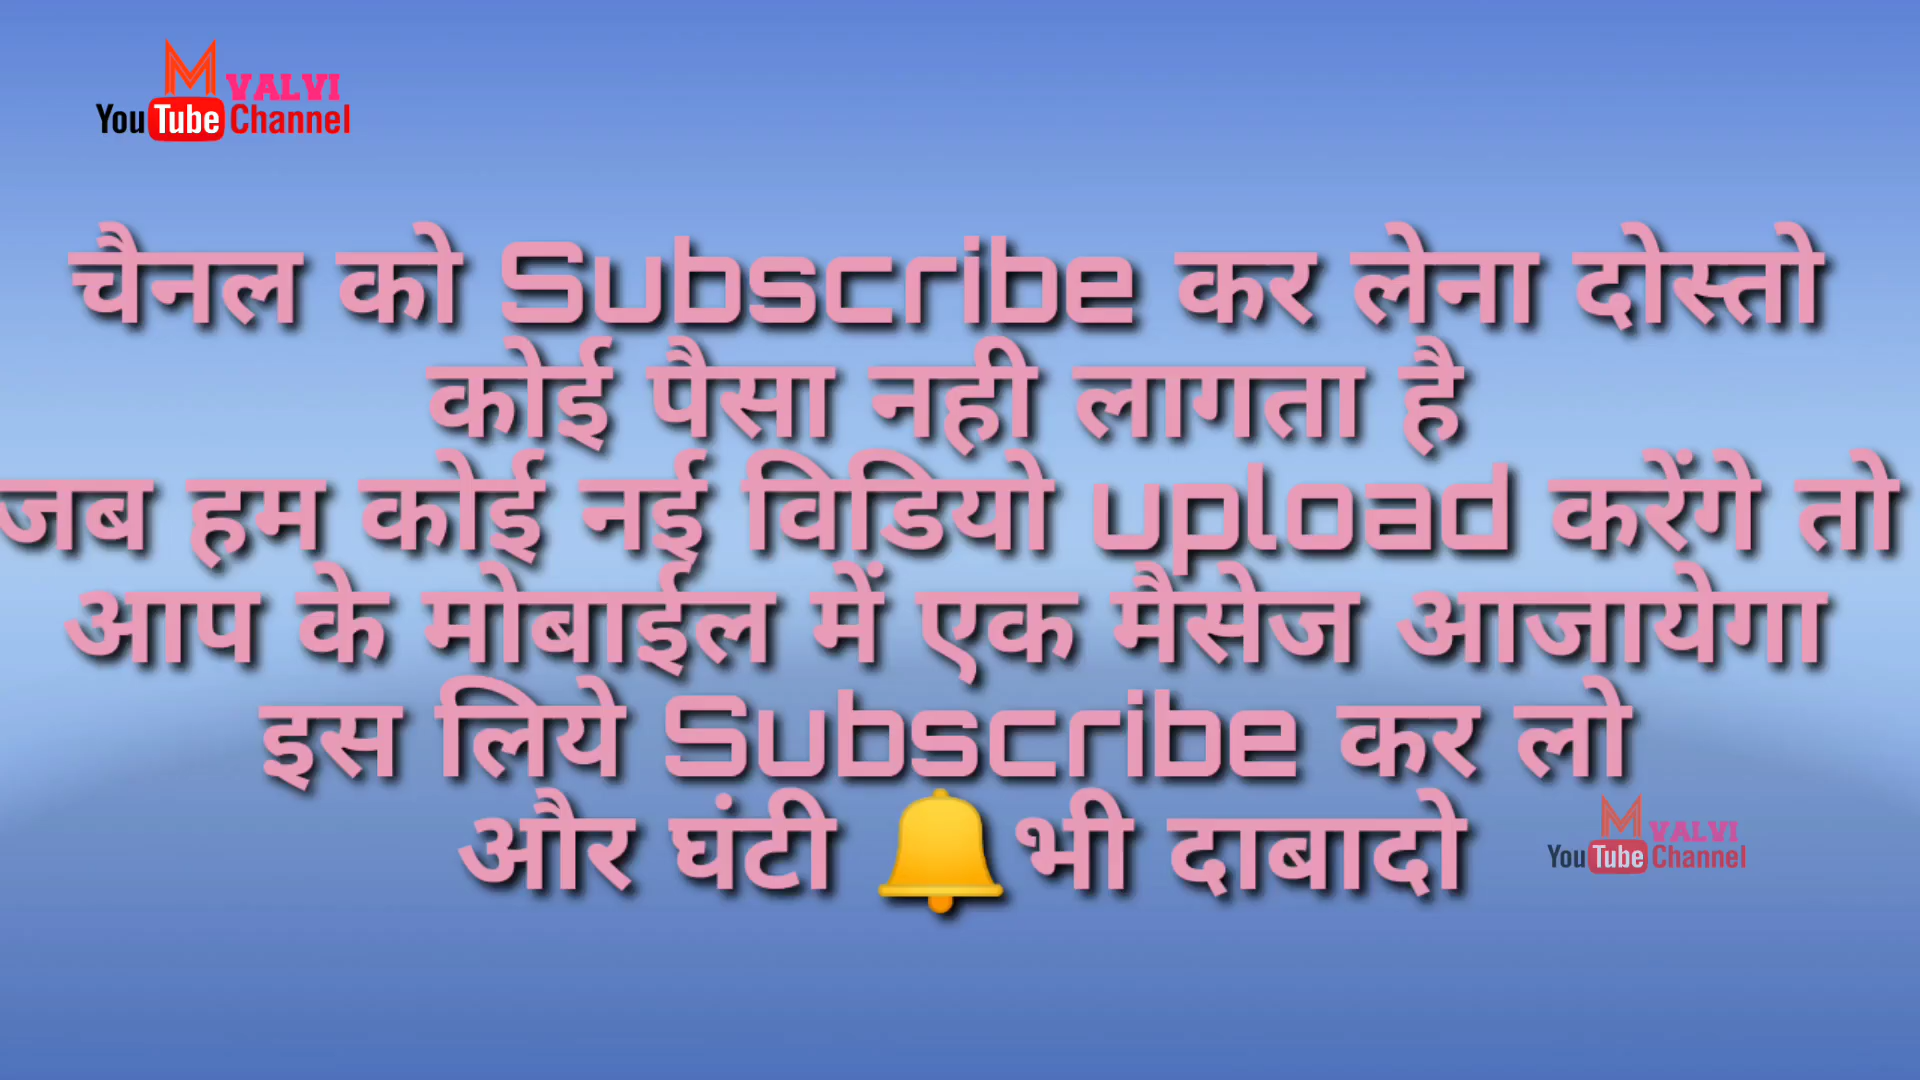 M VALVI
YouTube Channel
चैनल को Subscribe कर लेना दोस्तो
कोई पैसा नही लागता है
जब हम कोई नई विडियो upload करेंगे तो
आप के मोबाईल में एक मैसेज आजायेगा
इस लिये Subscribe कर लो
और घंटी 🔔भी दाबादो
M VALVI
YouTube Channel